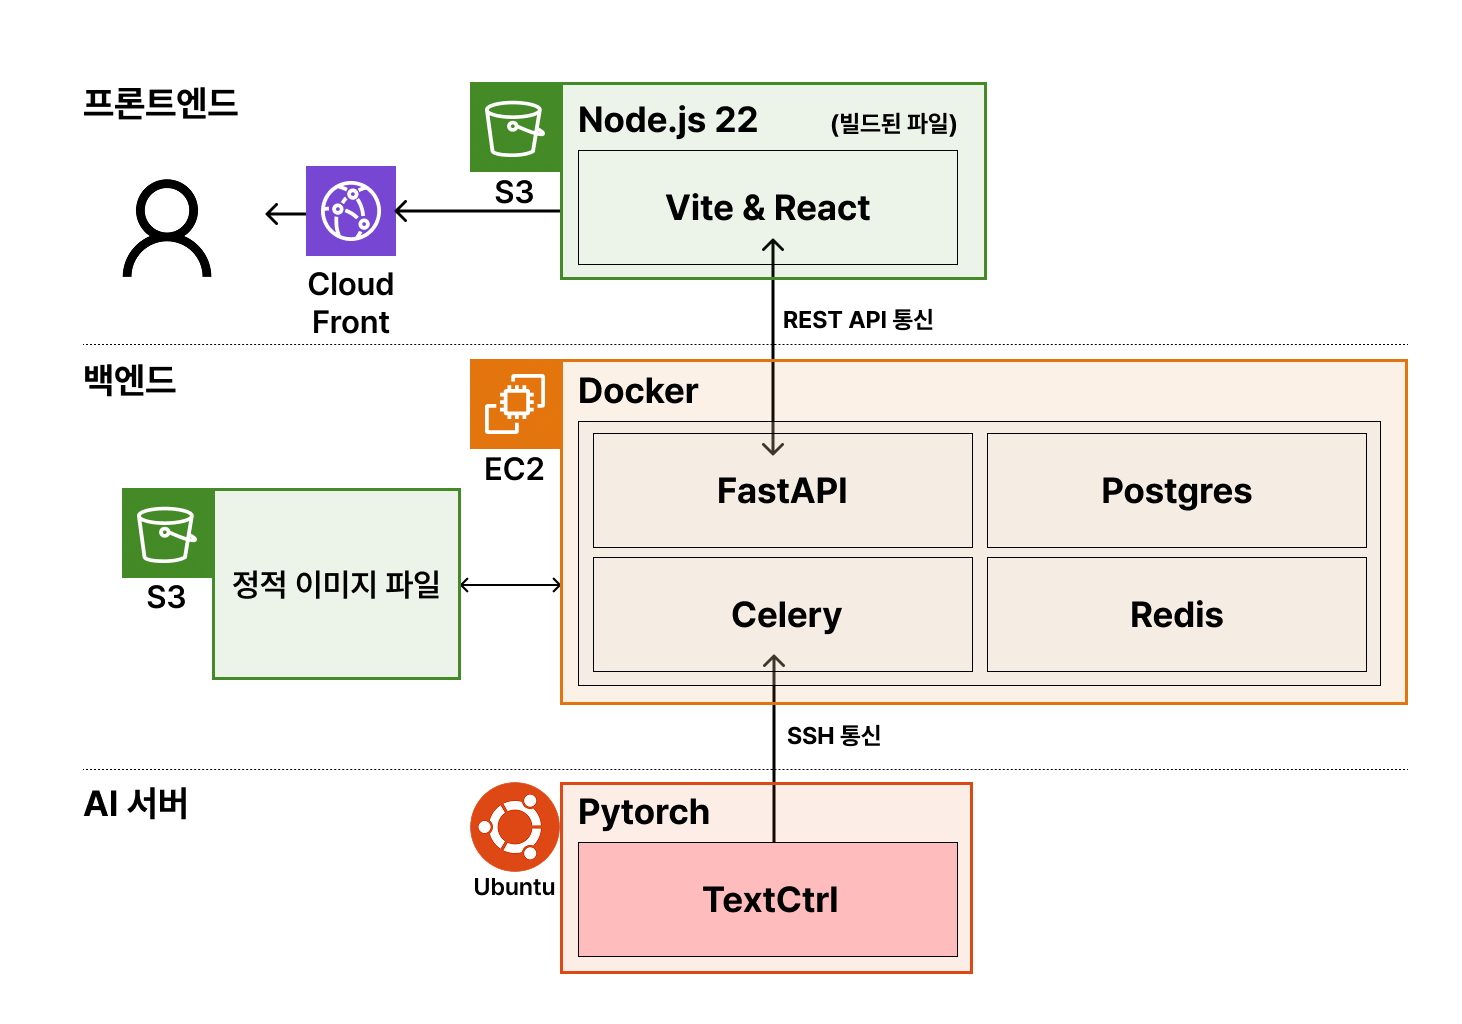 프론트엔드
Node.js 22
(빌드된 파일)
S3
Vite & React
Cloud
Front
REST API 통신
백엔드
Docker
EC2
FastAPI
Postgres
S3
정적 이미지 파일
Celery
Redis
SSH 통신
AI 서버
Pytorch
Ubuntu
TextCtrl